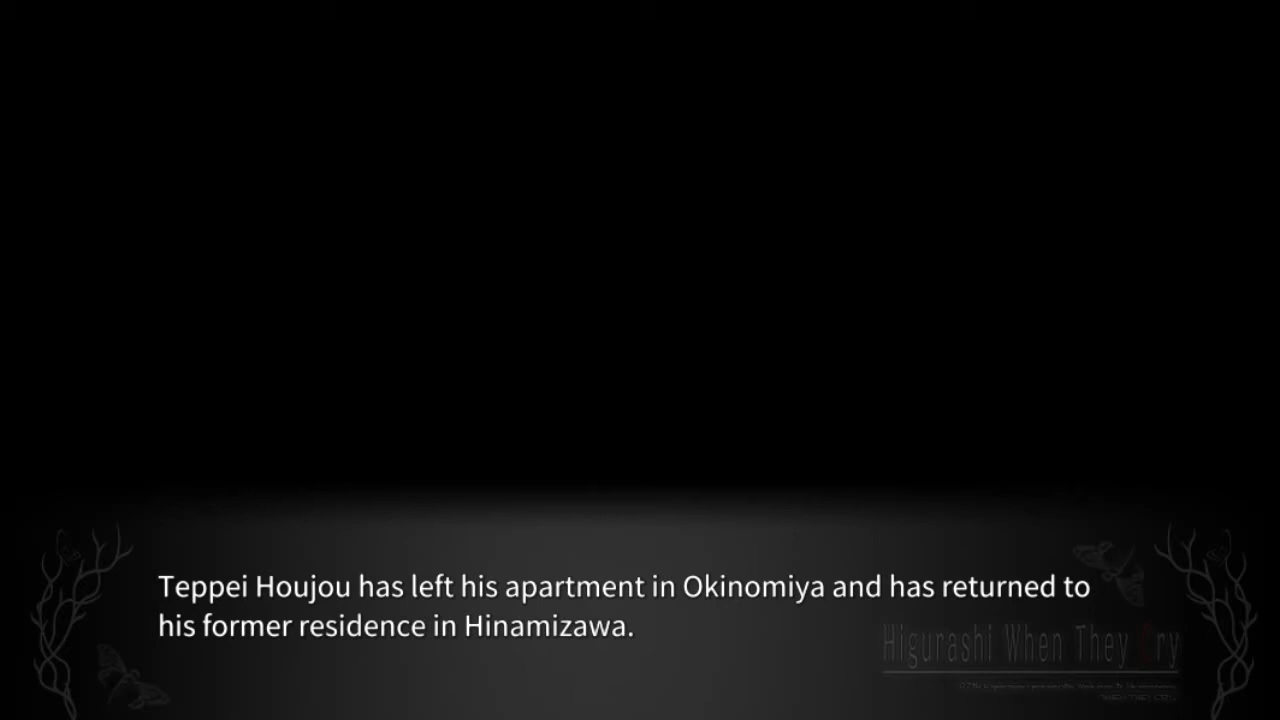 Teppei Houjou has left his apartment in Okinomiya and has returned to
his former residence in Hinamizawa.
Higurashi When They Cry